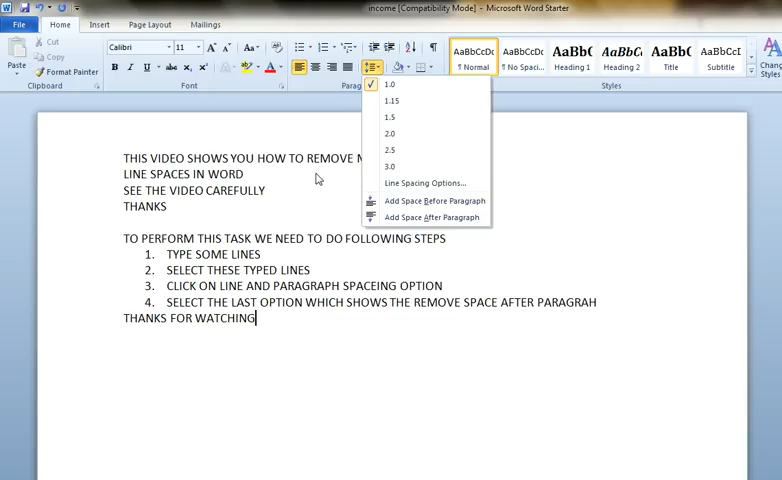 income [Compatibility Mode] - Microsoft Word Starter
File Home Insert Page Layout Mailings
Cut
Copy
Format Painter
Paste
Clipboard
Calibri 11
Font
Parag
AaBbCcDc AaBbCcDc AaBbC AaBbCc AaBbC AaBbCcL
¶ Normal ¶ No Spaci... Heading 1 Heading 2 Title Subtle E
Chang
Styles
Styles
1.0
1.15
1.5
2.0
2.5
3.0
Line Spacing Options...
Add Space Before Paragraph
Add Space After Paragraph
THIS VIDEO SHOWS YOU HOW TO REMOVE
LINE SPACES IN WORD
SEE THE VIDEO CAREFULLY
THANKS
TO PERFORM THIS TASK WE NEED TO DO FOLLOWING STEPS
1. TYPE SOME LINES
2. SELECT THESE TYPED LINES
3. CLICK ON LINE AND PARAGRAPH SPACEING OPTION
4. SELECT THE LAST OPTION WHICH SHOWS THE REMOVE SPACE AFTER PARAGRAH
THANKS FOR WATCHING